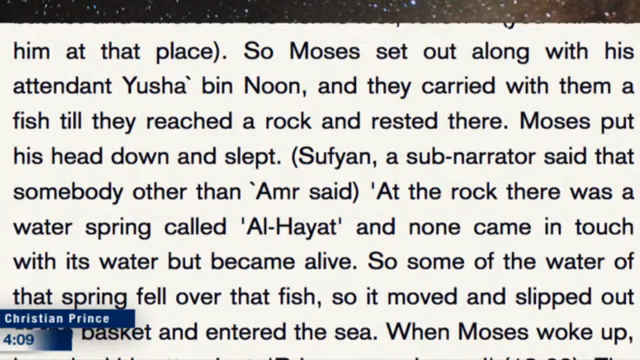 him at that place). So Moses set out along with his
attendant Yusha` bin Noon, and they carried with them a
fish till they reached a rock and rested there. Moses put
his head down and slept. (Sufyan, a sub-narrator said that
somebody other than `Amr said) 'At the rock there was a
water spring called 'Al-Hayat' and none came in touch
with its water but became alive. So some of the water of
that spring fell over that fish, so it moved and slipped out
basket and entered the sea. When Moses woke up,
Christian Prince
4:09